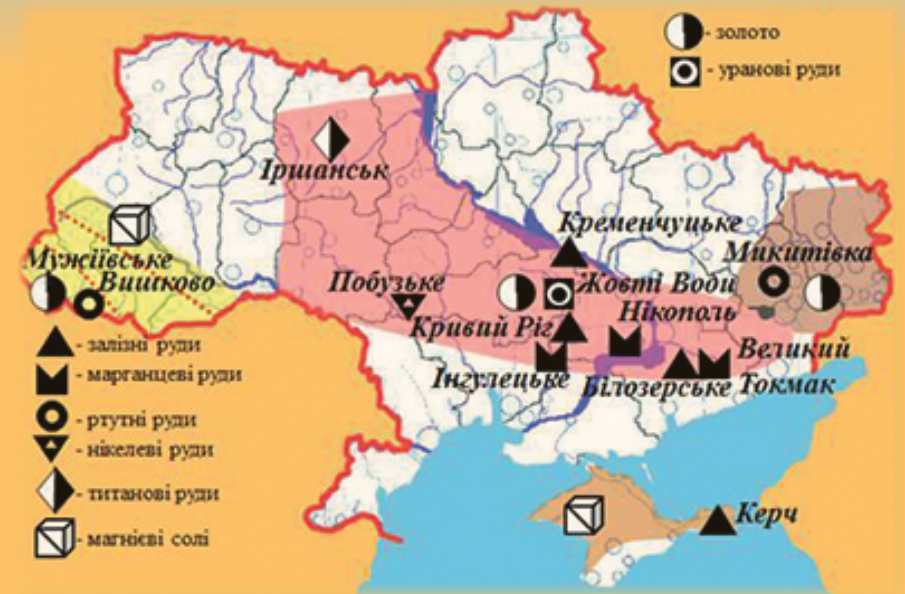 - золото
- уранові руди
Іршанськ
Кременчуцьке
Мужіївське
Вишково
Побузьке
Жовті Води
Микитівка
Нікополь
Кривий Ріг
Інгулецьке
Білозерське
Великий
Токмак
Керч
- залізні руди
- марганцеві руди
- ртутні руди
- нікелеві руди
- титанові руди
- магнієві солі